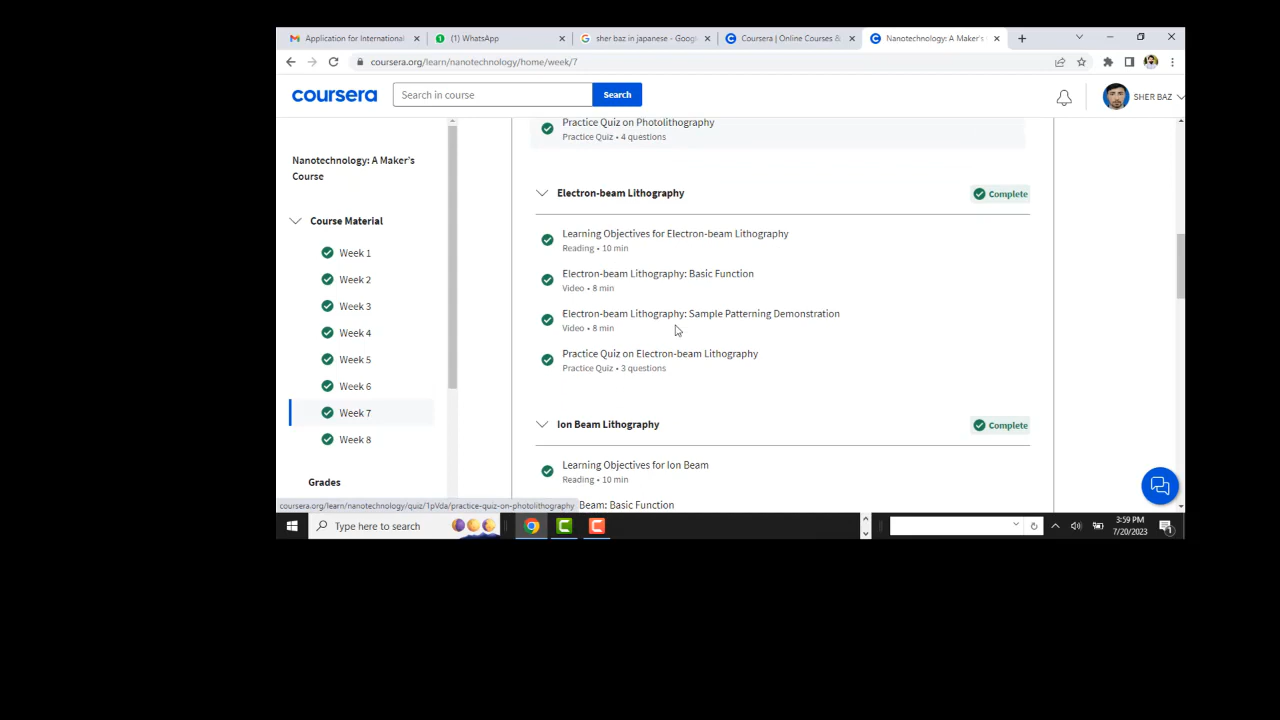 Application for International
(1) WhatsApp
sher baz in japanese - Goog
Coursera | Online Courses &
Nanotechnology: A Maker's
coursera.org/learn/nanotechnology/home/week/7
coursera
Search in course
Search
SHER BAZ
Nanotechnology: A Maker's
Course
Course Material
Week 1
Week 2
Week 3
Week 4
Week 5
Week 6
Week 7
Week 8
Grades
Practice Quiz on Photolithography
Practice Quiz • 4 questions
Electron-beam Lithography
Complete
Learning Objectives for Electron-beam Lithography
Reading • 10 min
Electron-beam Lithography: Basic Function
Video • 8 min
Electron-beam Lithography: Sample Patterning Demonstration
Video • 8 min
Practice Quiz on Electron-beam Lithography
Practice Quiz • 3 questions
Ion Beam Lithography
Complete
Learning Objectives for Ion Beam
Reading • 10 min
Beam: Basic Function
coursera.org/learn/nanotechnology/quiz/1pVda/practice-quiz-on-photolithography
Type here to search
3:59 PM
7/20/2023
1